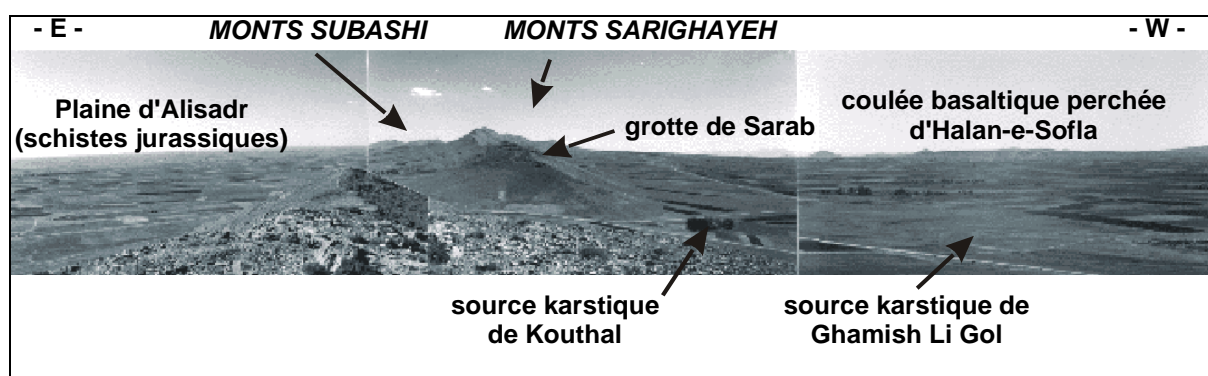 - E -
MONTS SUBASHI
MONTS SARIGHAYEH
- W -
Plaine d'Alisadr
(schistes jurassiques)
grotte de Sarab
coulée basaltique perchée
d'Halan-e-Sofla
source karstique
de Kouthal
source karstique de
Ghamish Li Gol